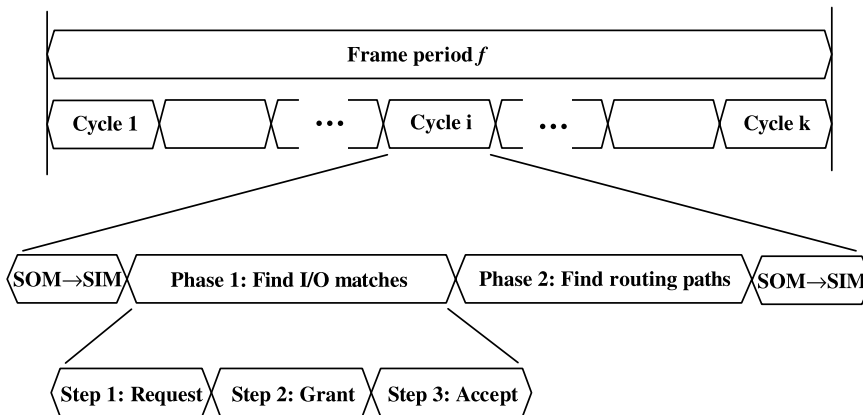 Frame period f
Cycle 1 ... Cycle i ... Cycle k
SOM→SIM Phase 1: Find I/O matches Phase 2: Find routing paths SOM→SIM
Step 1: Request Step 2: Grant Step 3: Accept